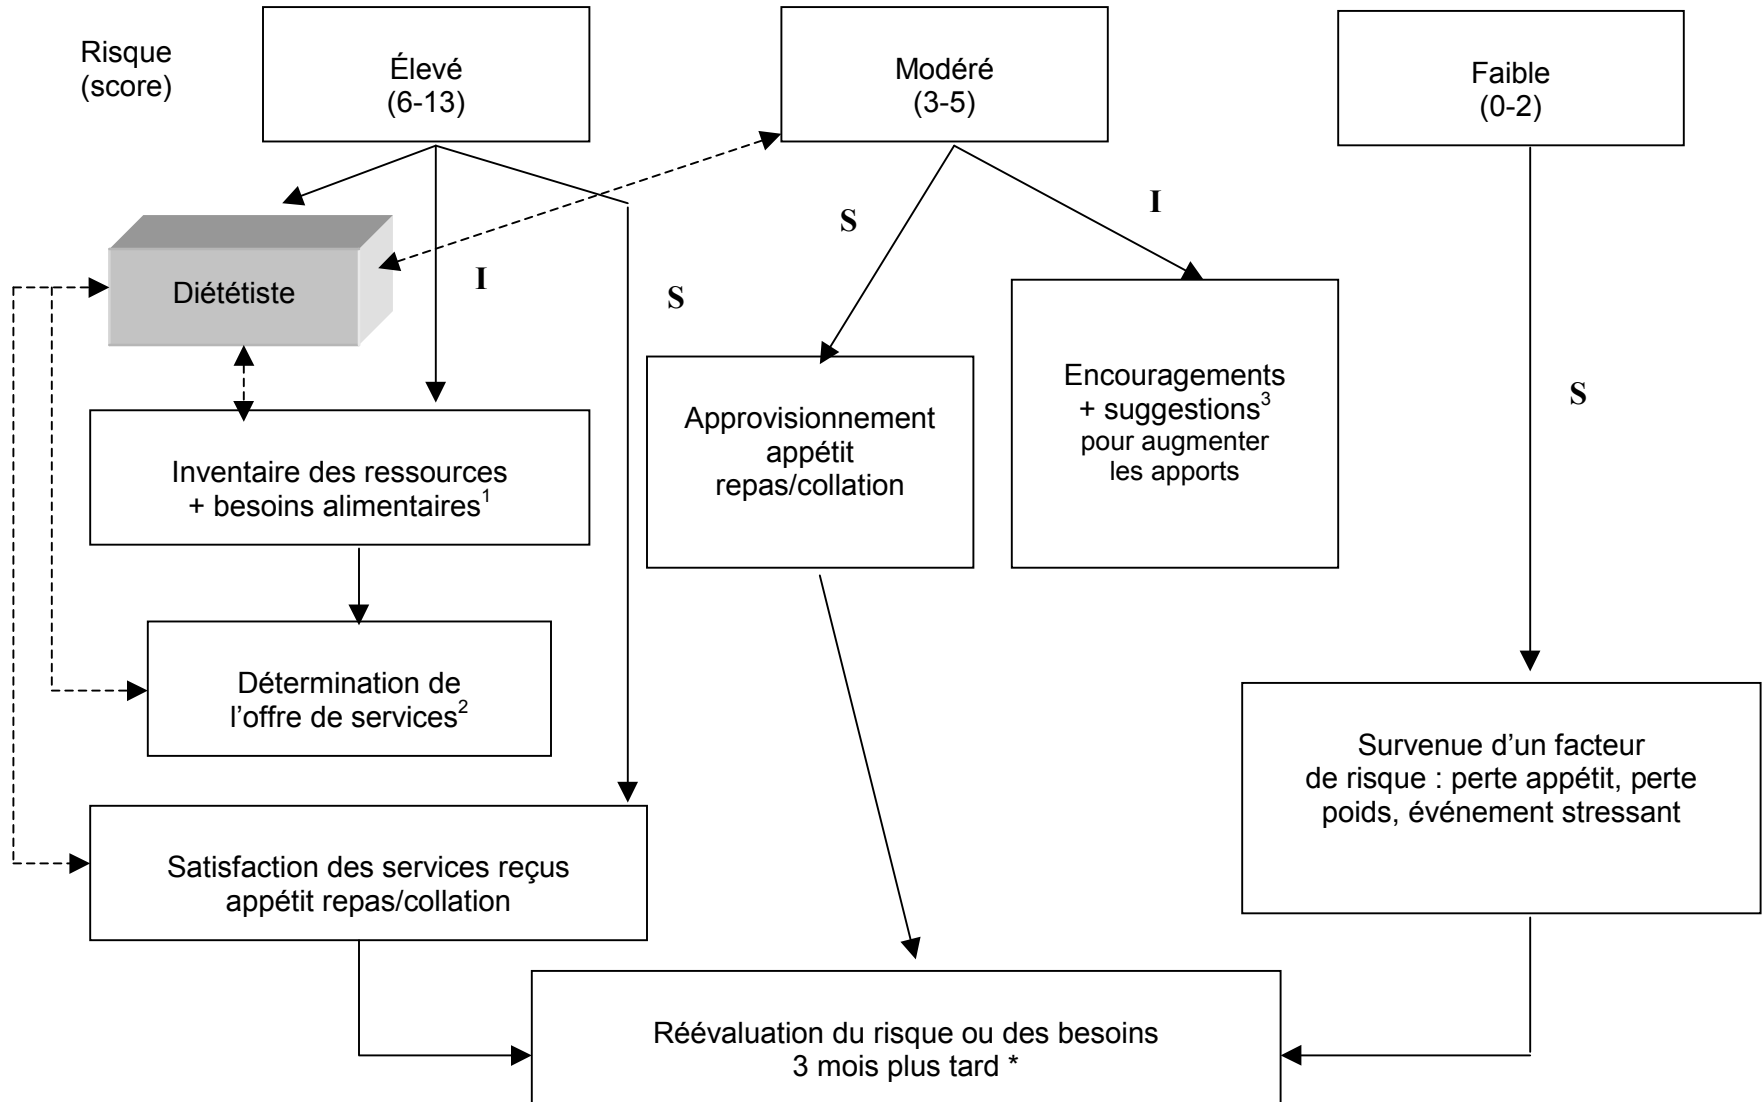 Risque
(score)
Élevé
(6-13)
Modéré
(3-5)
Faible
(0-2)
I
S
S
I
S
Diététiste
Inventaire des ressources
+ besoins alimentaires1
Détermination de
l’offre de services2
Satisfaction des services reçus
appétit repas/collation
Approvisionnement
appétit
repas/collation
Encouragements
+ suggestions3
pour augmenter
les apports
Survenue d’un facteur
de risque : perte appétit, perte
poids, événement stressant
Réévaluation du risque ou des besoins
3 mois plus tard *